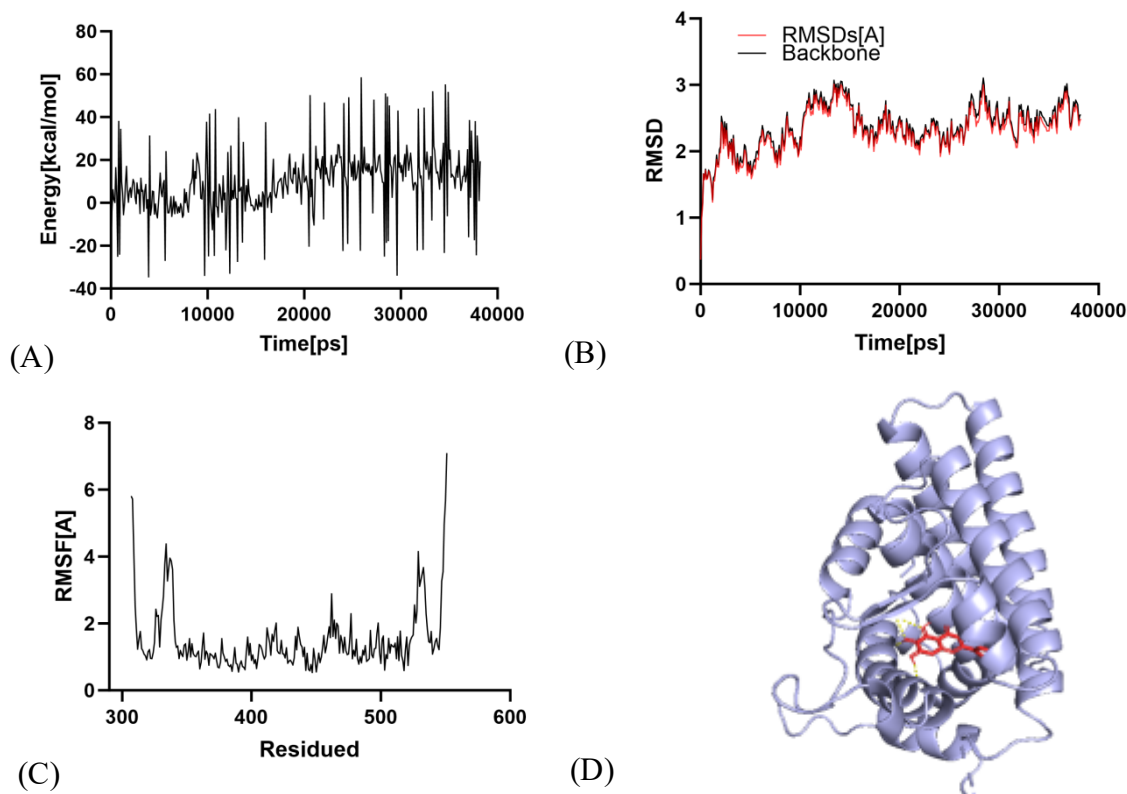 80
60
40
20
0
-20
-40
Energy[kcal/mol]
0 10000 20000 30000 40000
Time[ps]
(A)
RMSDs[A]
Backbone
4
3
2
1
0
RMSD
0 10000 20000 30000 40000
Time[ps]
(B)
8
6
4
2
0
RMSF[A]
300 400 500 600
Residued
(C)
(D)